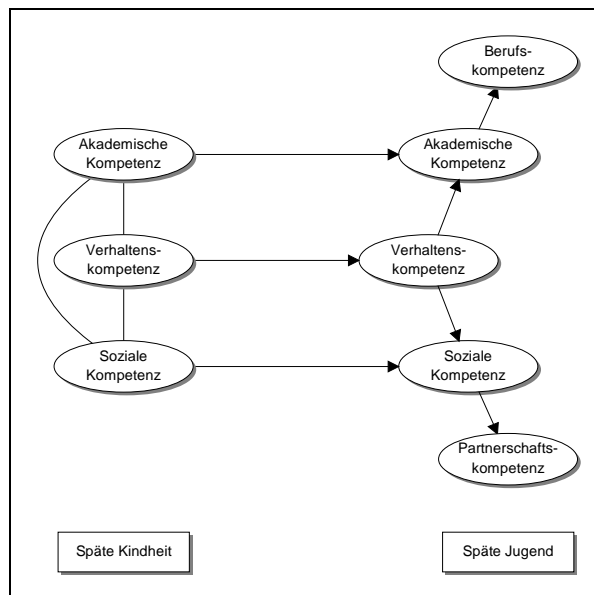 Berufs-
kompetenz
Akademische
Kompetenz
Akademische
Kompetenz
Verhaltens-
kompetenz
Verhaltens-
kompetenz
Soziale
Kompetenz
Soziale
Kompetenz
Partnerschafts-
kompetenz
Späte Kindheit
Späte Jugend